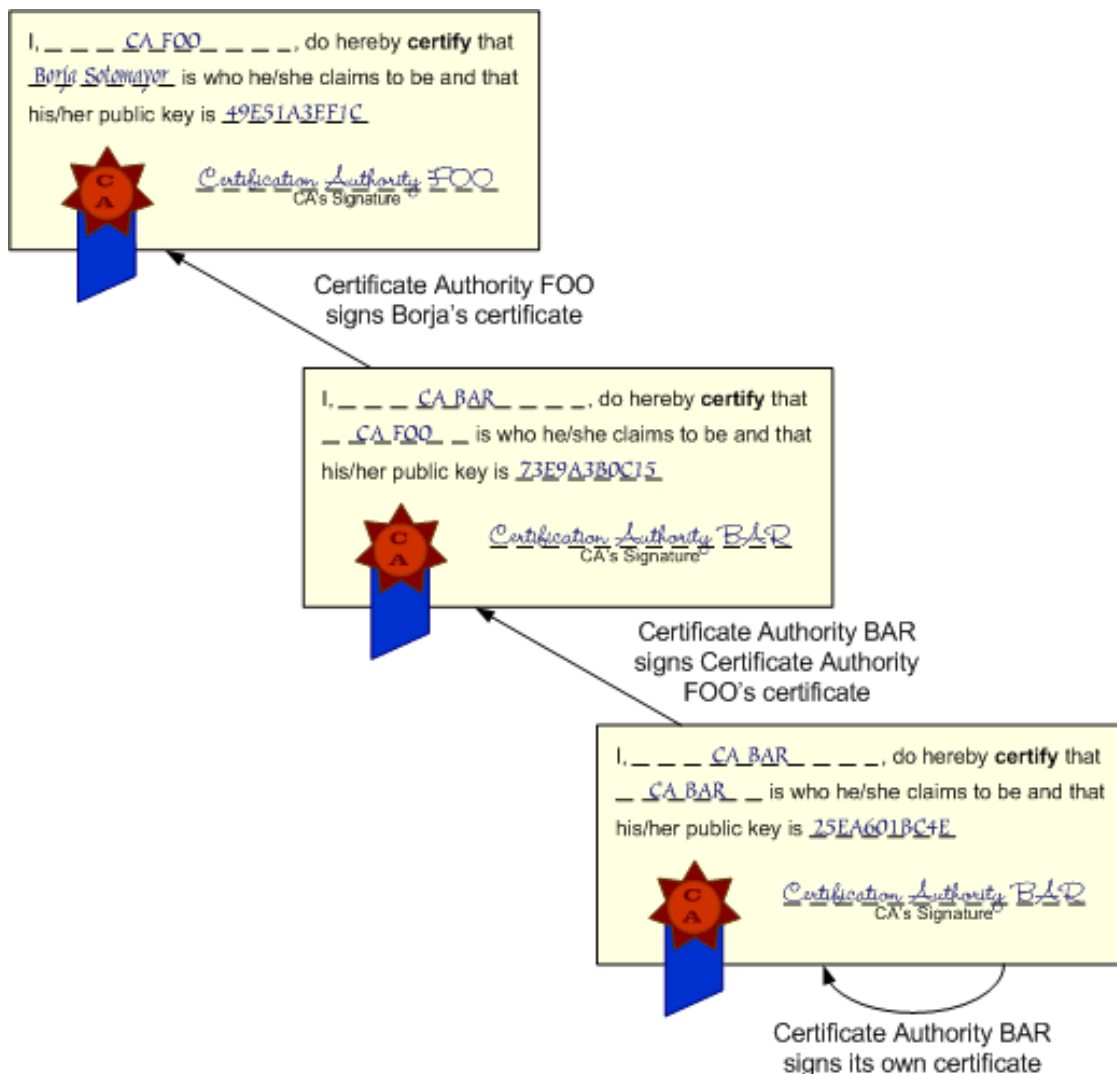 I, _ _ _ CA FOO _ _ _ _ _, do hereby certify that
Borja Sotomayor is who he/she claims to be and that
his/her public key is 49E51A3EF1C
C
A
Certification Authority FOO
CA's Signature
Certificate Authority FOO
signs Borja's certificate
I, _ _ _ CA BAR _ _ _ _, do hereby certify that
_ CA FOO _ is who he/she claims to be and that
his/her public key is 73E9A3B0C15
C
A
Certification Authority BAR
CA's Signature
Certificate Authority BAR
signs Certificate Authority
FOO's certificate
I, _ _ _ CA BAR _ _ _ _, do hereby certify that
_ CA BAR _ is who he/she claims to be and that
his/her public key is 25EA601BC4E
C
A
Certification Authority BAR
CA's Signature
Certificate Authority BAR
signs its own certificate